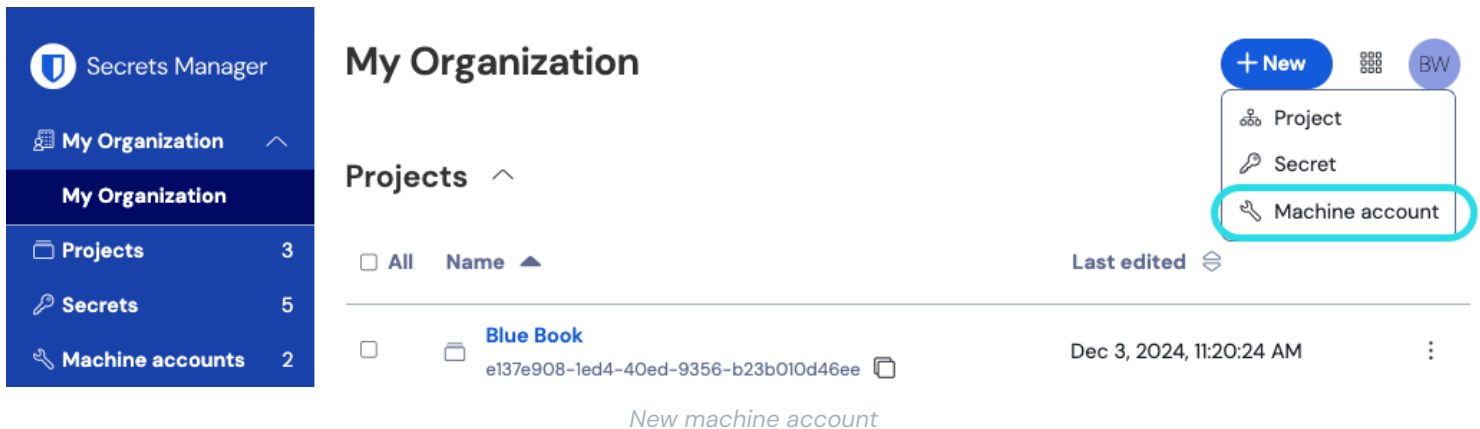 Secrets Manager
My Organization
My Organization
Projects 3
Secrets 5
Machine accounts 2
My Organization
+ New
BW
Project
Secret
Machine account
Projects
All Name Last edited
Blue Book
e137e908-1ed4-40ed-9356-b23b010d46ee
Dec 3, 2024, 11:20:24 AM
New machine account